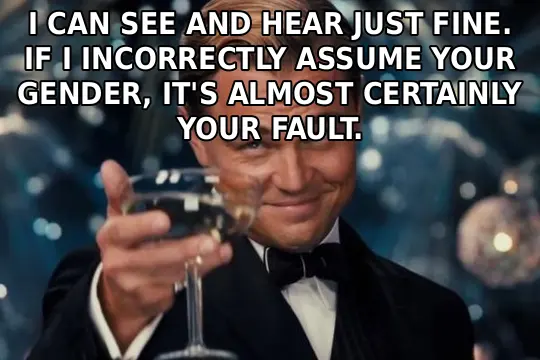 I CAN SEE AND HEAR JUST FINE.
IF I INCORRECTLY ASSUME YOUR
GENDER, IT'S ALMOST CERTAINLY
YOUR FAULT.